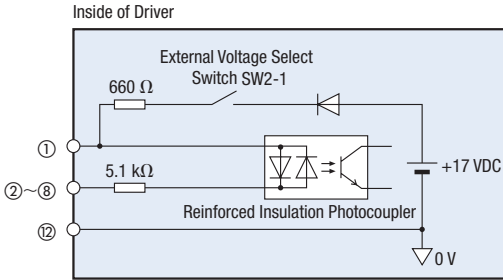 Inside of Driver
External Voltage Select
Switch SW2-1
660 Ω
①
5.1 kΩ
+17 VDC
②～⑧
Reinforced Insulation Photocoupler
⑫
0 V